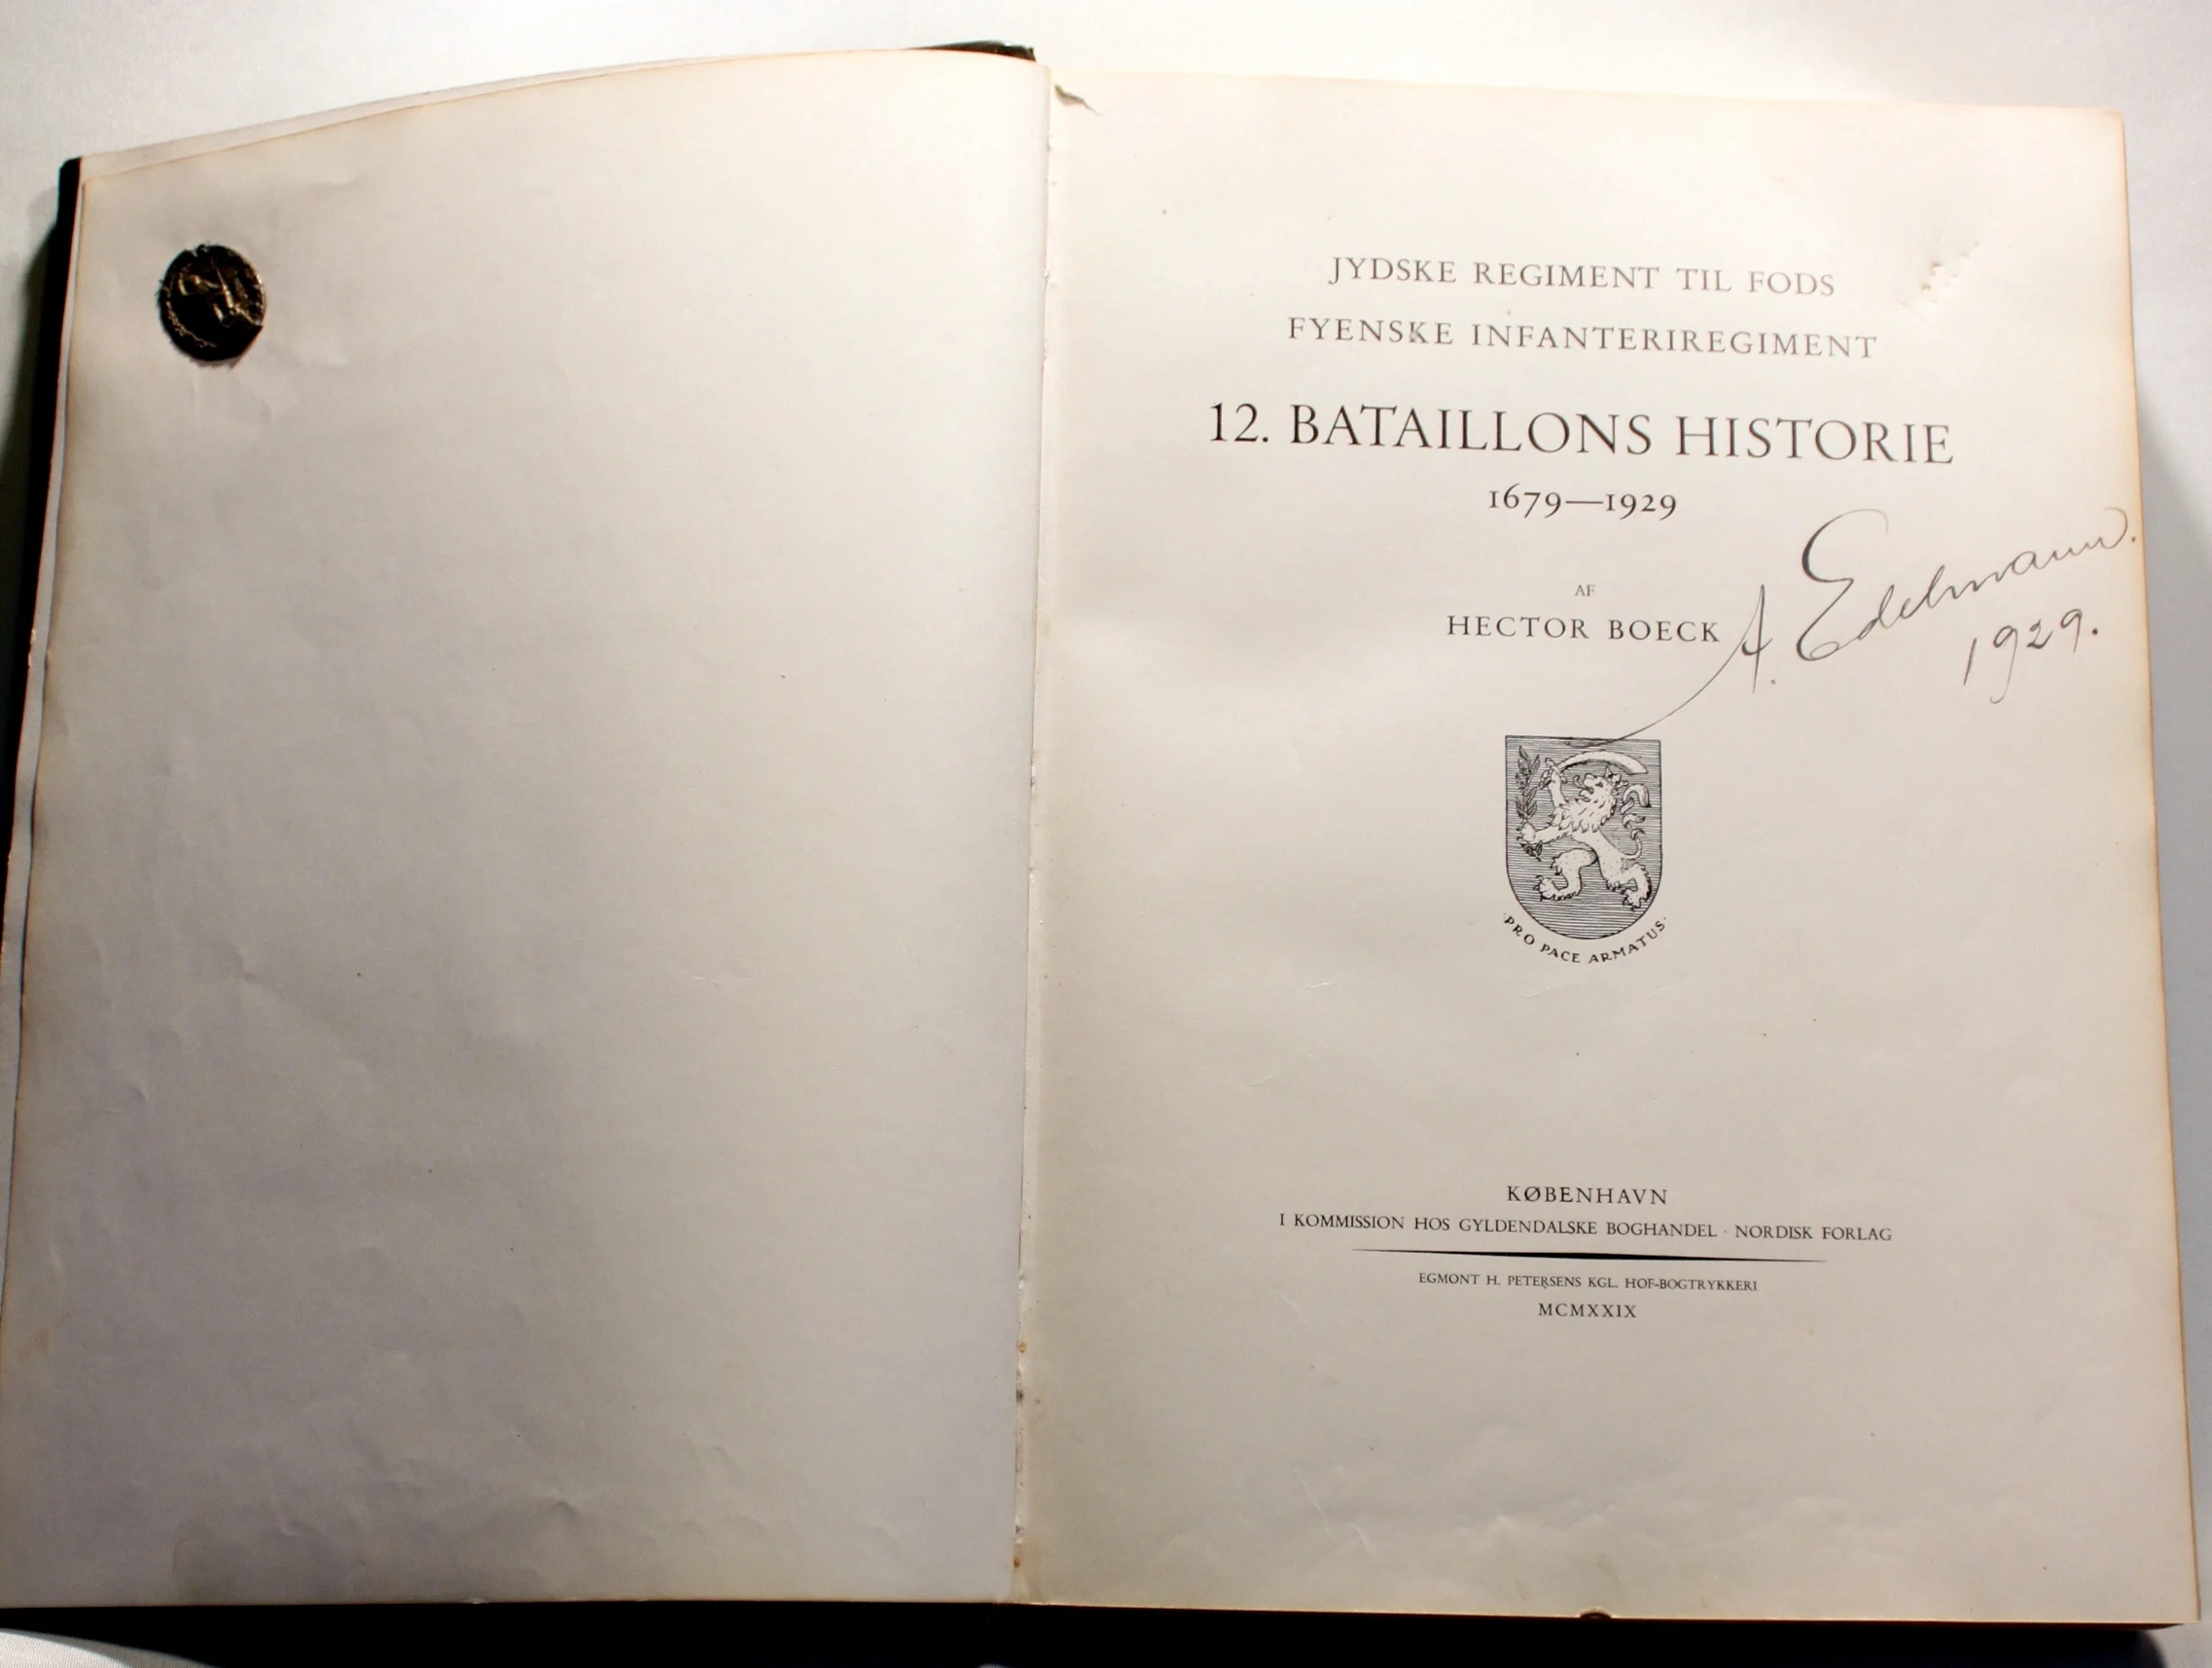 JYDSKE REGIMENT TIL FODS
FYENSKE INFANTERIREGIMENT
12. BATAILLONS HISTORIE
1679—1929
AF
HECTOR BOECK
A. Edelmann.
1929.
·PRO PACE ARMATUS·
KØBENHAVN
I KOMMISSION HOS GYLDENDALSKE BOGHANDEL · NORDISK FORLAG
EGMONT H. PETERSENS KGL. HOF-BOGTRYKKERI
MCMXXIX